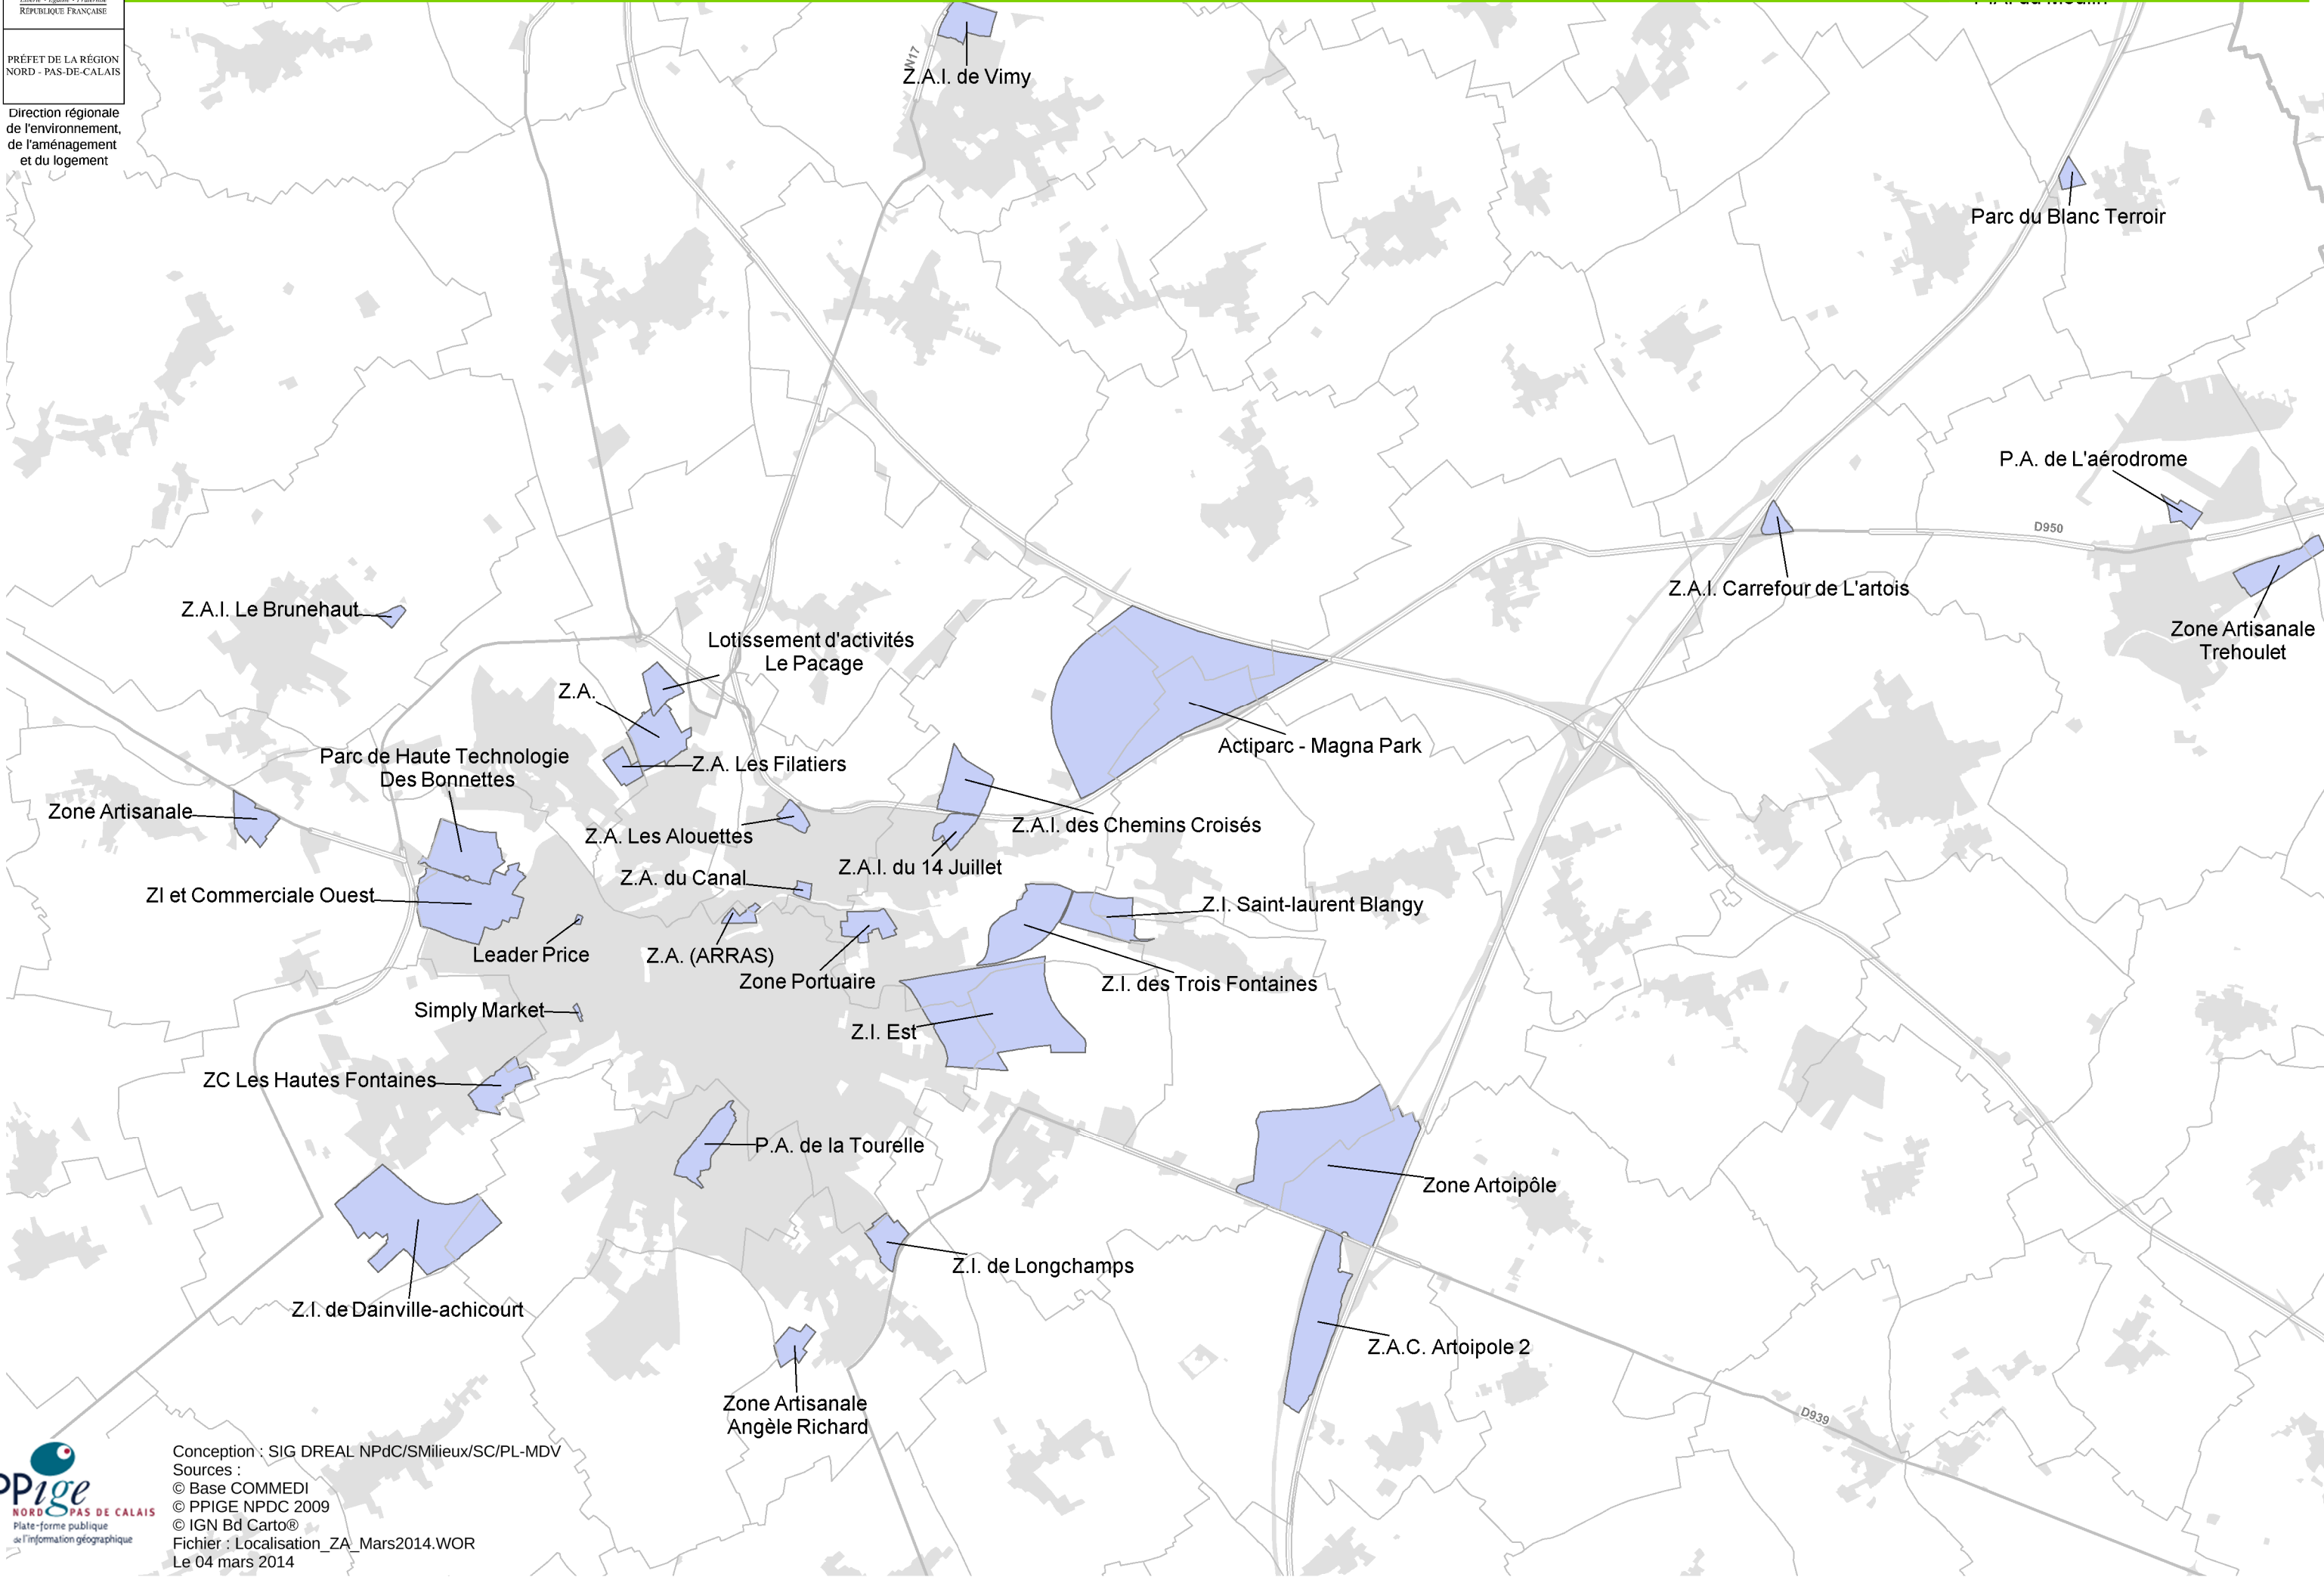 RÉPUBLIQUE FRANÇAISE
PRÉFET DE LA RÉGION
NORD - PAS-DE-CALAIS
Direction régionale
de l'environnement,
de l'aménagement
et du logement
N17
Z.A.I. de Vimy
Parc du Blanc Terroir
P.A. de L'aérodrome
D950
Z.A.I. Carrefour de L'artois
Zone Artisanale
Trehoulet
Z.A.I. Le Brunehaut
Lotissement d'activités
Le Pacage
Z.A.
Actiparc - Magna Park
Parc de Haute Technologie
Des Bonnettes
Z.A. Les Filatiers
Zone Artisanale
Z.A. Les Alouettes
Z.A.I. des Chemins Croisés
Z.A.I. du 14 Juillet
Z.A. du Canal
ZI et Commerciale Ouest
Z.I. Saint-laurent Blangy
Leader Price
Z.A. (ARRAS)
Zone Portuaire
Z.I. des Trois Fontaines
Simply Market
Z.I. Est
ZC Les Hautes Fontaines
P.A. de la Tourelle
Zone Artoipôle
Z.I. de Longchamps
Z.I. de Dainville-achicourt
Z.A.C. Artoipole 2
Zone Artisanale
Angèle Richard
D939
PPige
NORD PAS DE CALAIS
Plate-forme publique
de l'information géographique
Conception : SIG DREAL NPdC/SMilieux/SC/PL-MDV
Sources :
© Base COMMEDI
© PPIGE NPDC 2009
© IGN Bd Carto®
Fichier : Localisation_ZA_Mars2014.WOR
Le 04 mars 2014